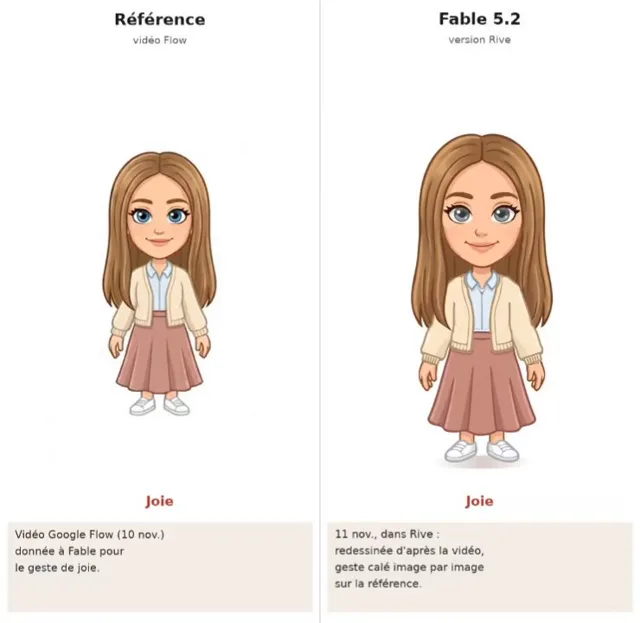 Référence
vidéo Flow
Joie
Vidéo Google Flow (10 nov.)
donnée à Fable pour
le geste de joie.
Fable 5.2
version Rive
Joie
11 nov., dans Rive :
redessinée d'après la vidéo,
geste calé image par image
sur la référence.